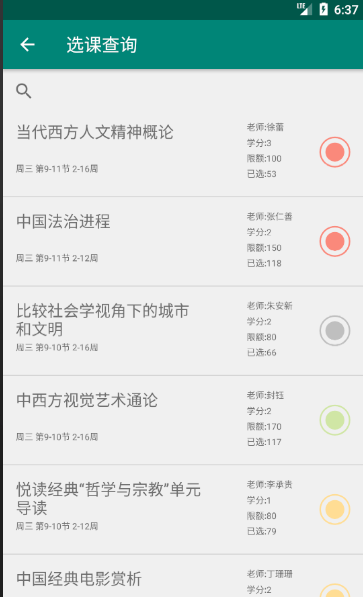 LTE 6:37
选课查询
当代西方人文精神概论
周三 第9-11节 2-16周
老师:徐蕾
学分:3
限额:100
已选:53
中国法治进程
周三 第9-11节 2-12周
老师:张仁善
学分:2
限额:150
已选:118
比较社会学视角下的城市
和文明
周三 第9-10节 2-16周
老师:朱安新
学分:2
限额:80
已选:66
中西方视觉艺术通论
周三 第9-10节 2-16周
老师:封钰
学分:2
限额:170
已选:117
悦读经典“哲学与宗教”单元
导读
周三 第9-10节 2-12周
老师:李承贵
学分:1
限额:80
已选:79
中国经典电影赏析
老师:丁珊珊
学分:2